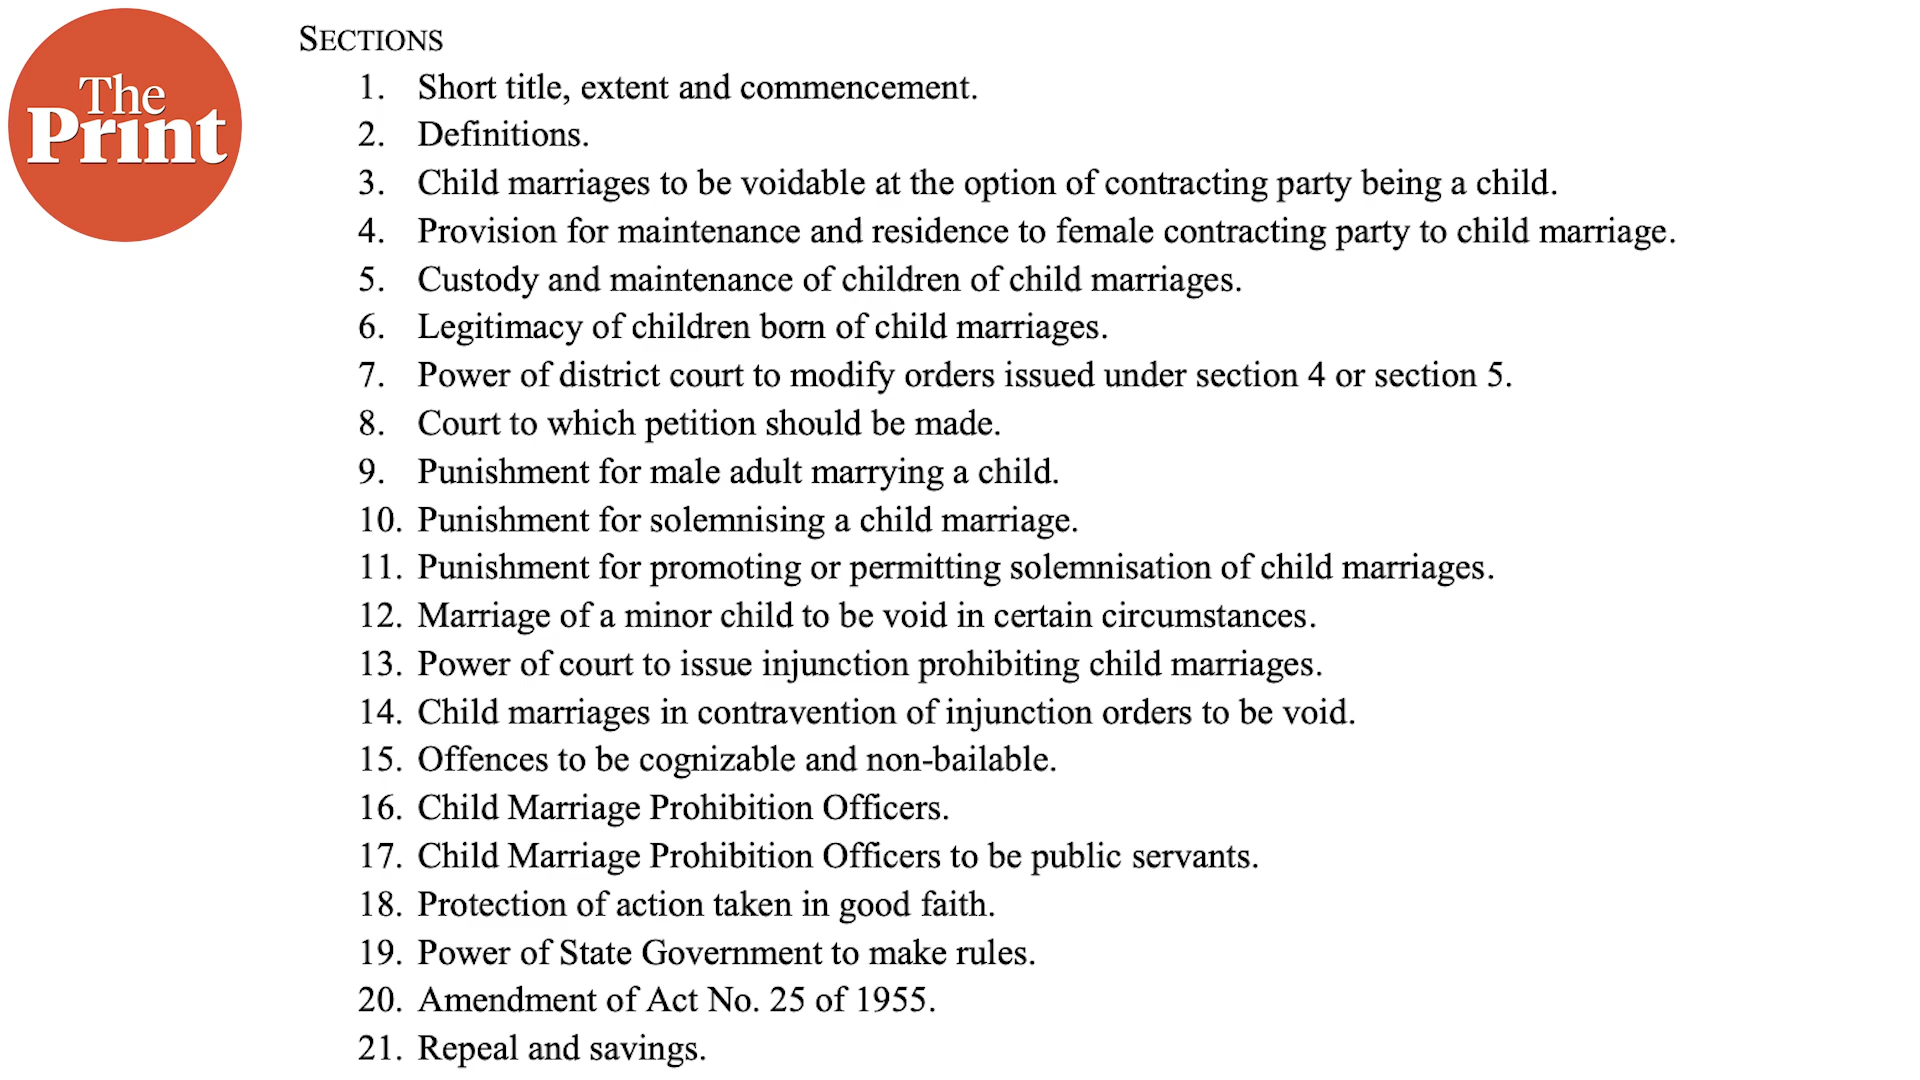 The
Print
SECTIONS
1. Short title, extent and commencement.
2. Definitions.
3. Child marriages to be voidable at the option of contracting party being a child.
4. Provision for maintenance and residence to female contracting party to child marriage.
5. Custody and maintenance of children of child marriages.
6. Legitimacy of children born of child marriages.
7. Power of district court to modify orders issued under section 4 or section 5.
8. Court to which petition should be made.
9. Punishment for male adult marrying a child.
10. Punishment for solemnising a child marriage.
11. Punishment for promoting or permitting solemnisation of child marriages.
12. Marriage of a minor child to be void in certain circumstances.
13. Power of court to issue injunction prohibiting child marriages.
14. Child marriages in contravention of injunction orders to be void.
15. Offences to be cognizable and non-bailable.
16. Child Marriage Prohibition Officers.
17. Child Marriage Prohibition Officers to be public servants.
18. Protection of action taken in good faith.
19. Power of State Government to make rules.
20. Amendment of Act No. 25 of 1955.
21. Repeal and savings.